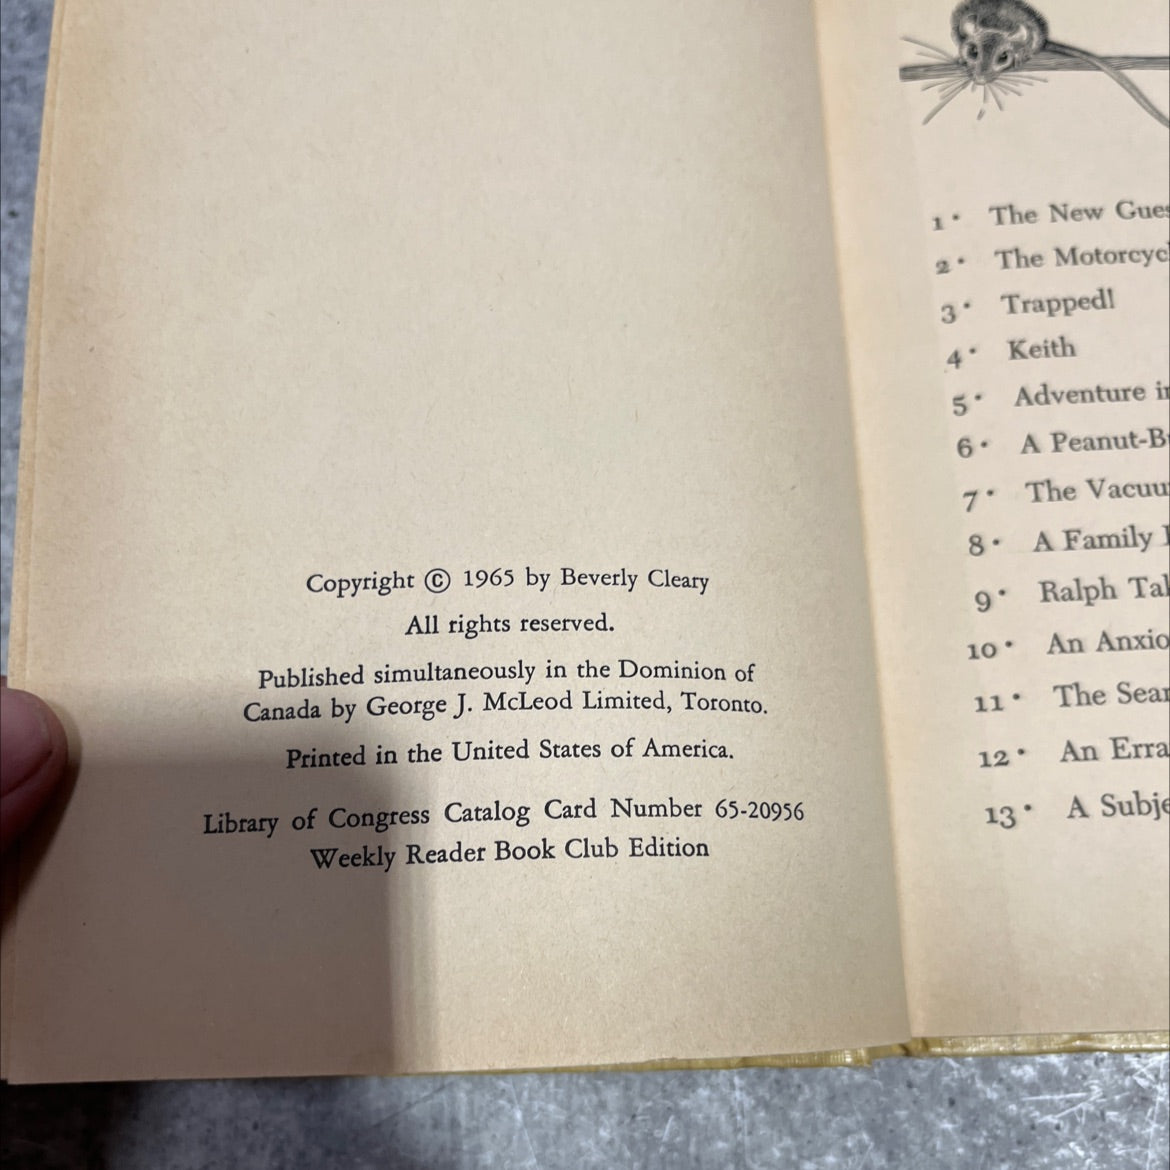 Copyright © 1965 by Beverly Cleary
All rights reserved.
Published simultaneously in the Dominion of
Canada by George J. McLeod Limited, Toronto.
Printed in the United States of America.
Library of Congress Catalog Card Number 65-20956
Weekly Reader Book Club Edition
1 · The New
2 · The
3 · Trapped!
4 · Keith
5 · Adventure
6 · A
7 · The
8 · A Family
9 · Ralph
10 · An
11 · The
12 · An
13 · A